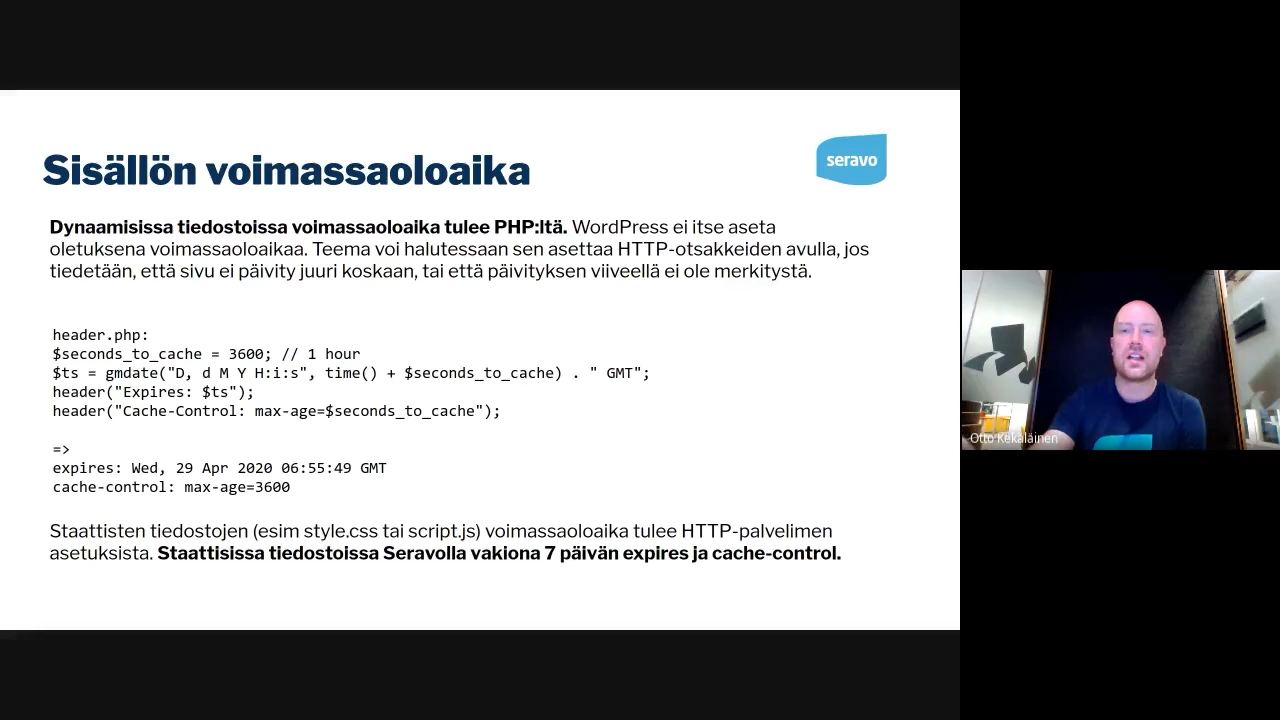 Sisällön voimassaoloaika
seravo
Dynaamisissa tiedostoissa voimassaoloaika tulee PHP:ltä. WordPress ei itse aseta
oletuksena voimassaoloaikaa. Teema voi halutessaan sen asettaa HTTP-otsakkeiden avulla, jos
tiedetään, että sivu ei päivity juuri koskaan, tai että päivityksen viiveellä ei ole merkitystä.
header.php:
$seconds_to_cache = 3600; // 1 hour
$ts = gmdate("D, d M Y H:i:s", time() + $seconds_to_cache) . " GMT";
header("Expires: $ts");
header("Cache-Control: max-age=$seconds_to_cache");
=>
expires: Wed, 29 Apr 2020 06:55:49 GMT
cache-control: max-age=3600
Staattisten tiedostojen (esim style.css tai script.js) voimassaoloaika tulee HTTP-palvelimen
asetuksista. Staattisissa tiedostoissa Seravolla vakiona 7 päivän expires ja cache-control.
Otto Kekäläinen